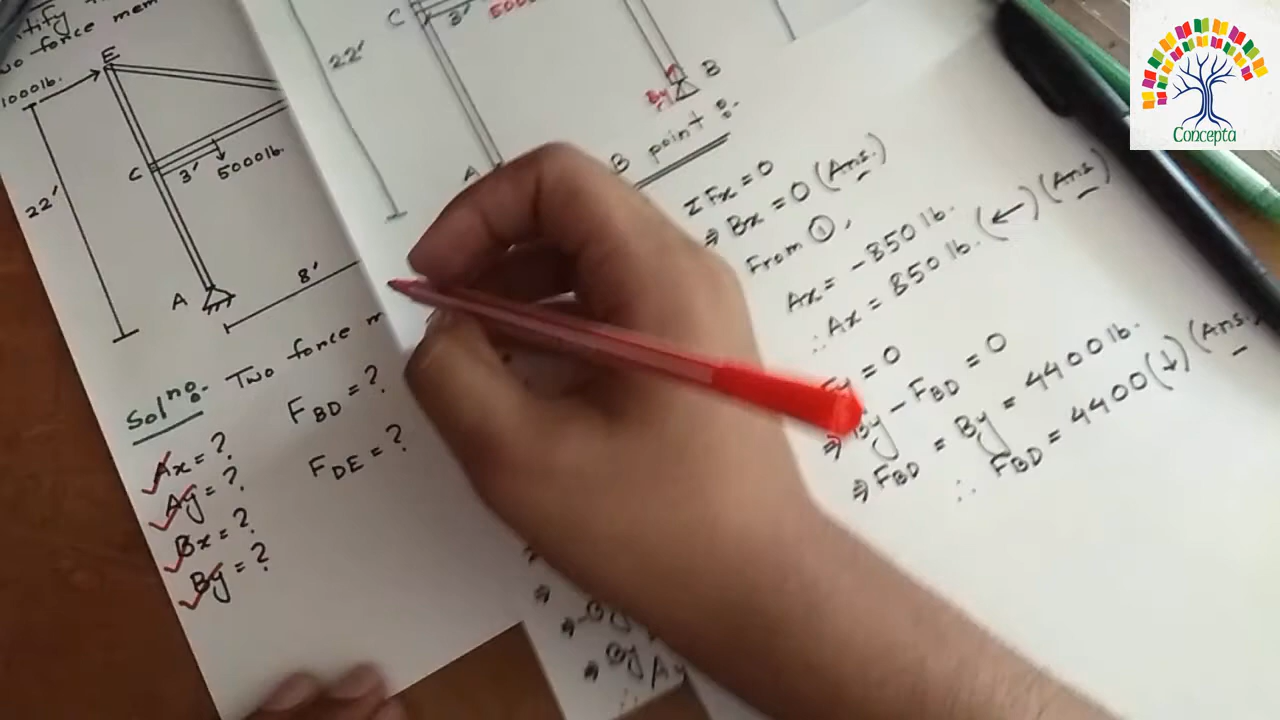 force mem
1000lb.
E
C
3'
5000lb.
22'
A
8'
Solno:
Two force m
Ax = ?
Ay = ?
Bx = ?
By = ?
FBD = ?
FDE = ?
22'
C
3'
A
By
B
B point :
ΣFx = 0
⇒ Bx = 0 (Ans.)
From ①,
Ax = -850 lb.
∴ Ax = 850 lb. (←) (Ans)
Fy = 0
⇒ By - FBD = 0
⇒ FBD = By = 4400 lb.
∴ FBD = 4400 (↓) (Ans.
Concepta